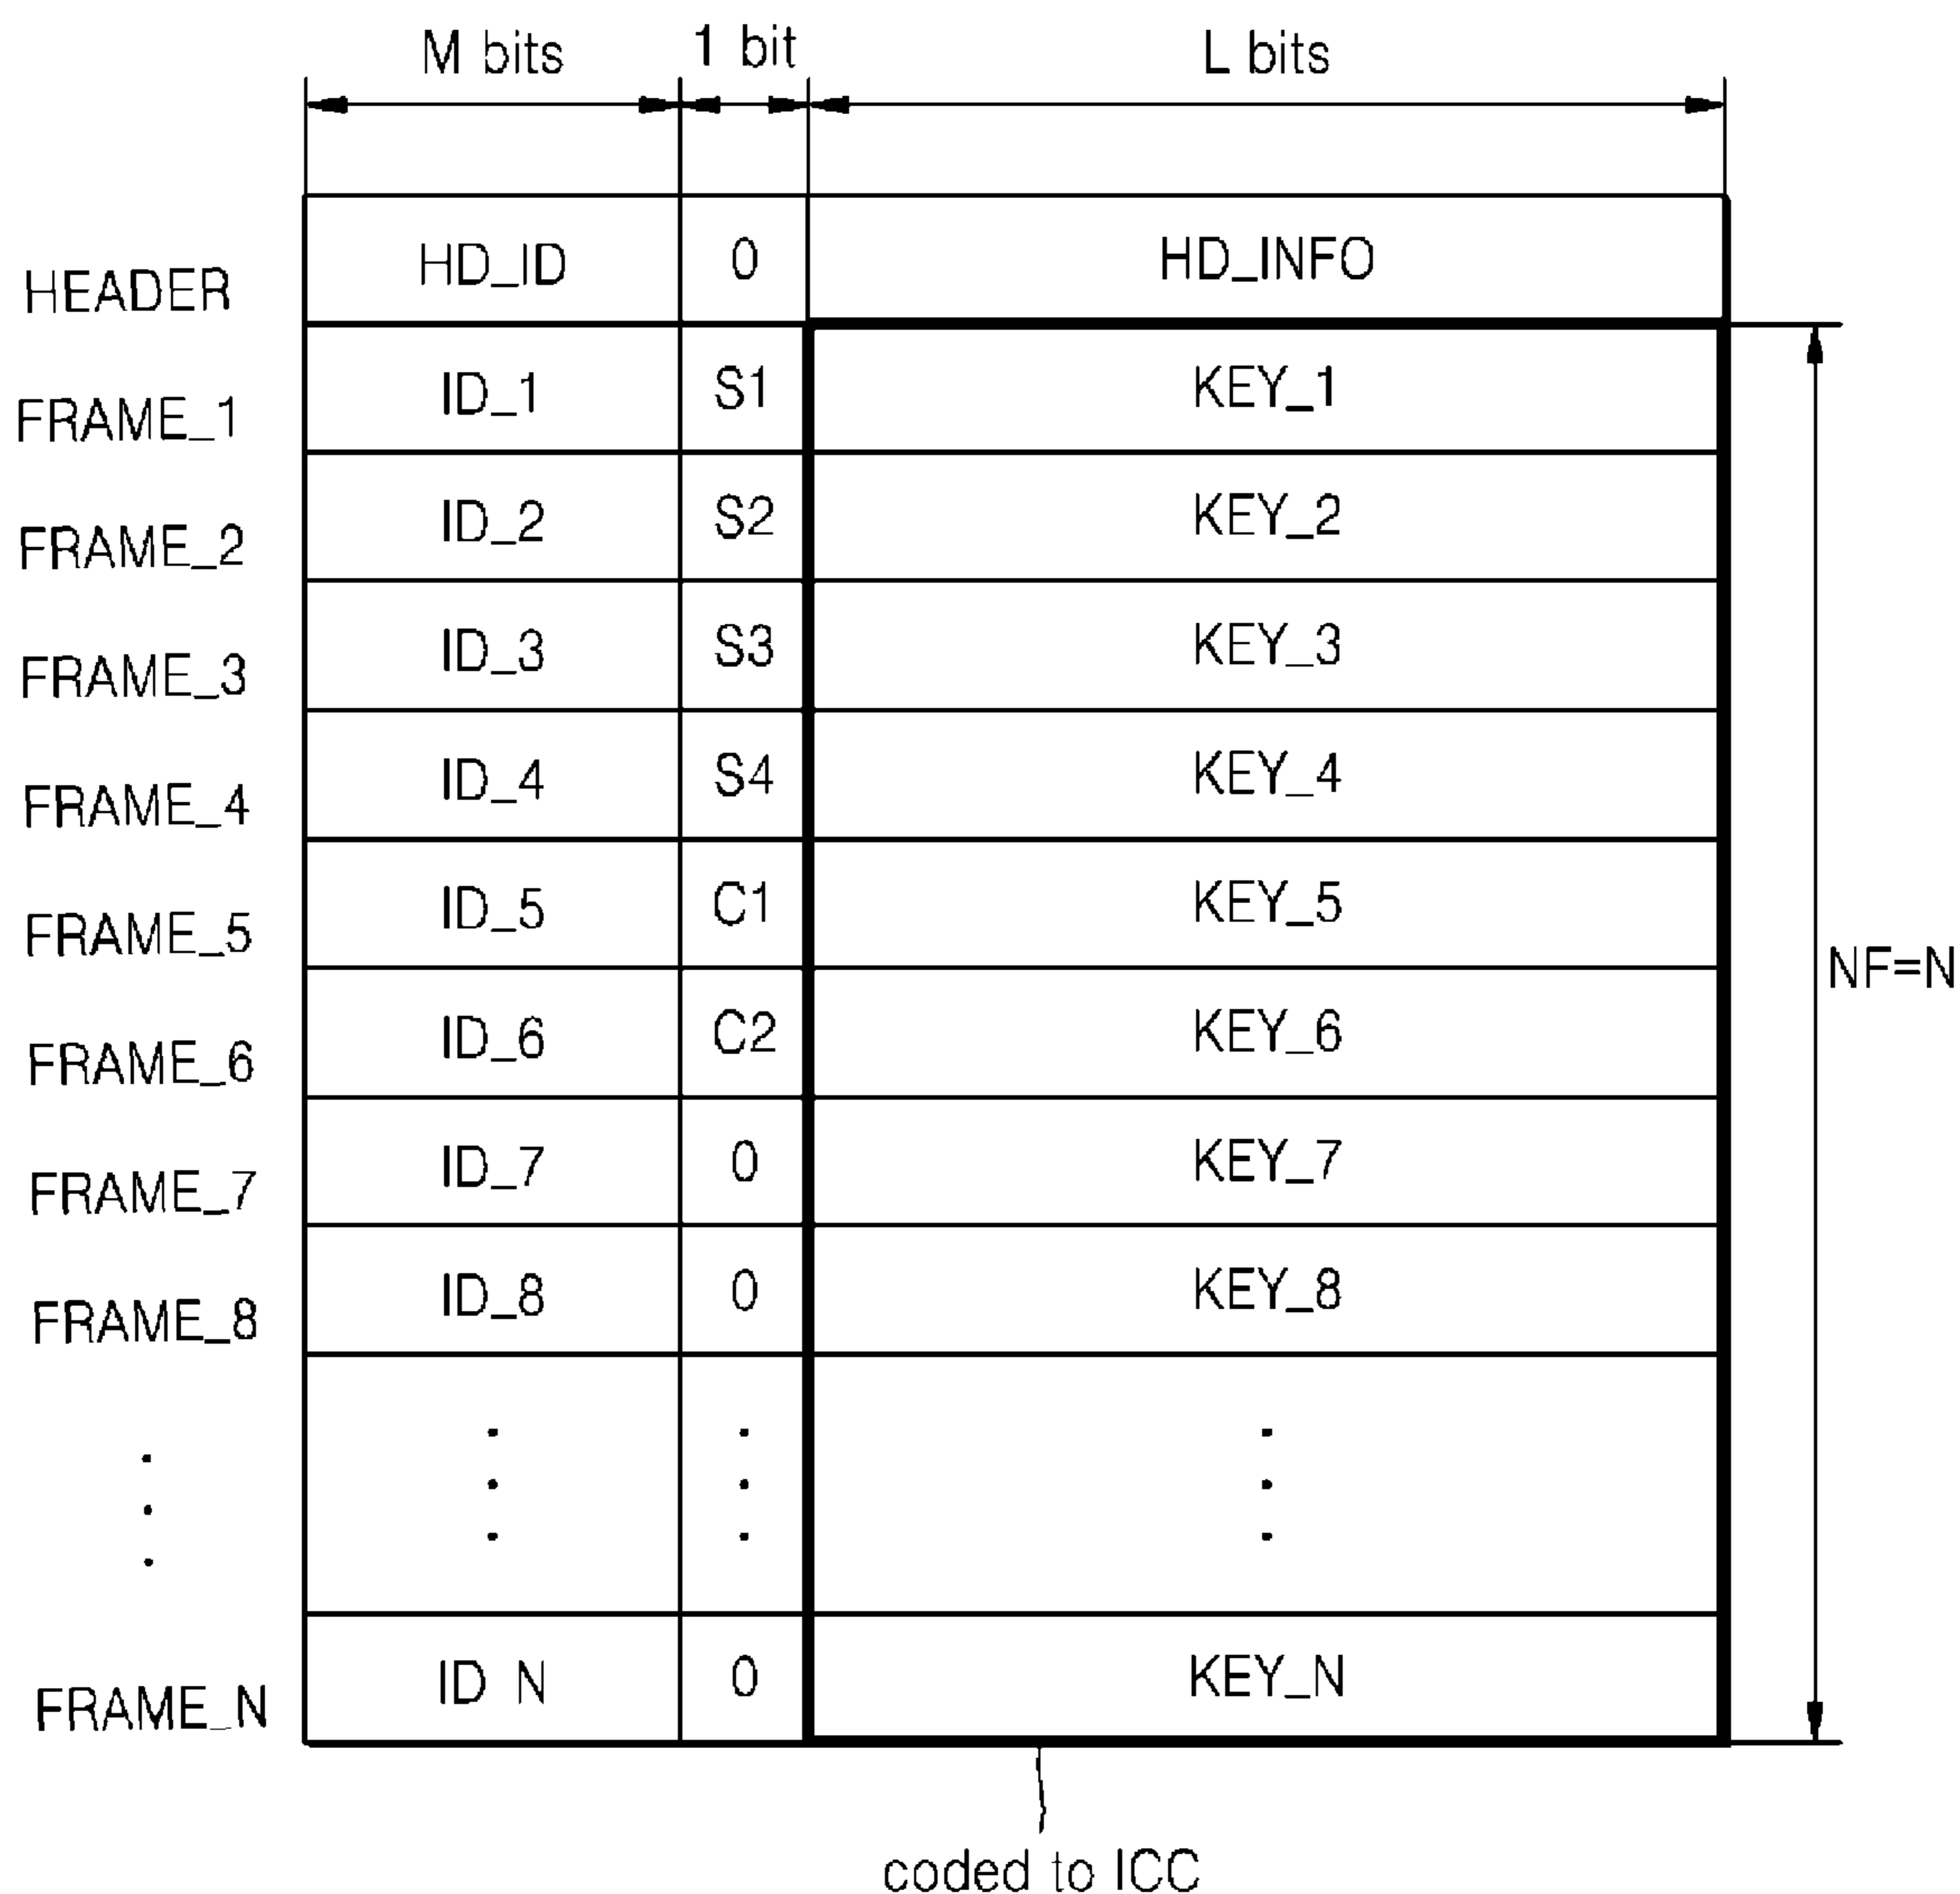 M bits 1 bit L bits
HEADER HD_ID 0 HD_INFO
FRAME_1 ID_1 S1 KEY_1
FRAME_2 ID_2 S2 KEY_2
FRAME_3 ID_3 S3 KEY_3
FRAME_4 ID_4 S4 KEY_4
FRAME_5 ID_5 C1 KEY_5
NF=N
FRAME_6 ID_6 C2 KEY_6
FRAME_7 ID_7 0 KEY_7
FRAME_8 ID_8 0 KEY_8
FRAME_N ID N 0 KEY_N
coded to ICC